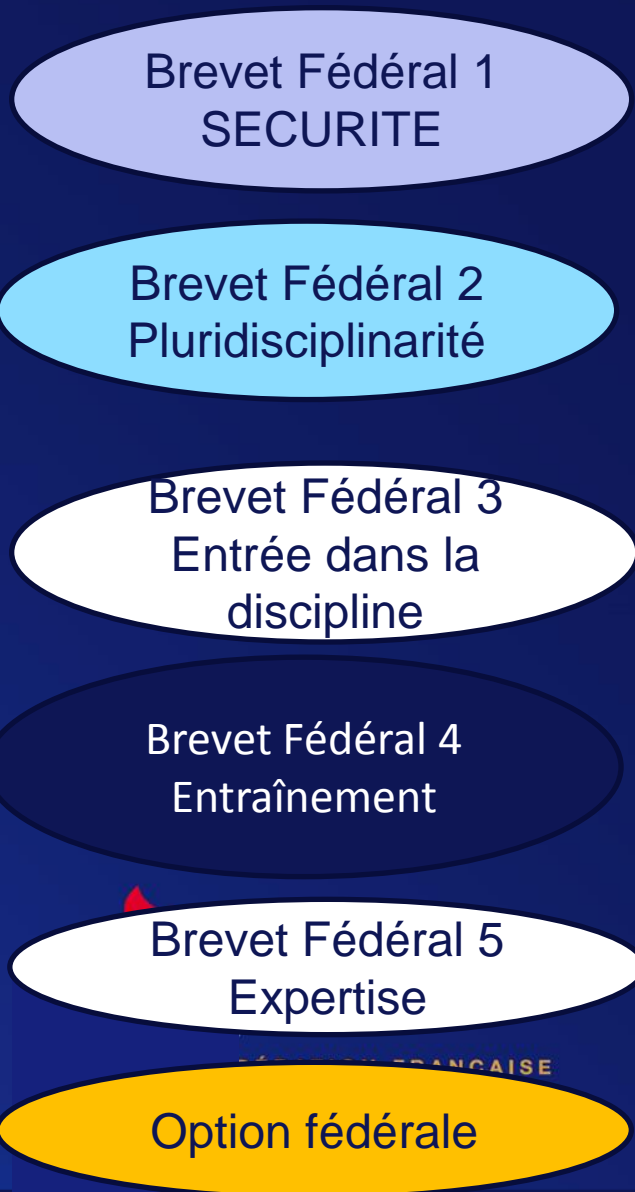 Brevet Fédéral 1
SECURITE
Brevet Fédéral 2
Pluridisciplinarité
Brevet Fédéral 3
Entrée dans la
discipline
Brevet Fédéral 4
Entraînement
Brevet Fédéral 5
Expertise
FRANÇAISE
Option fédérale